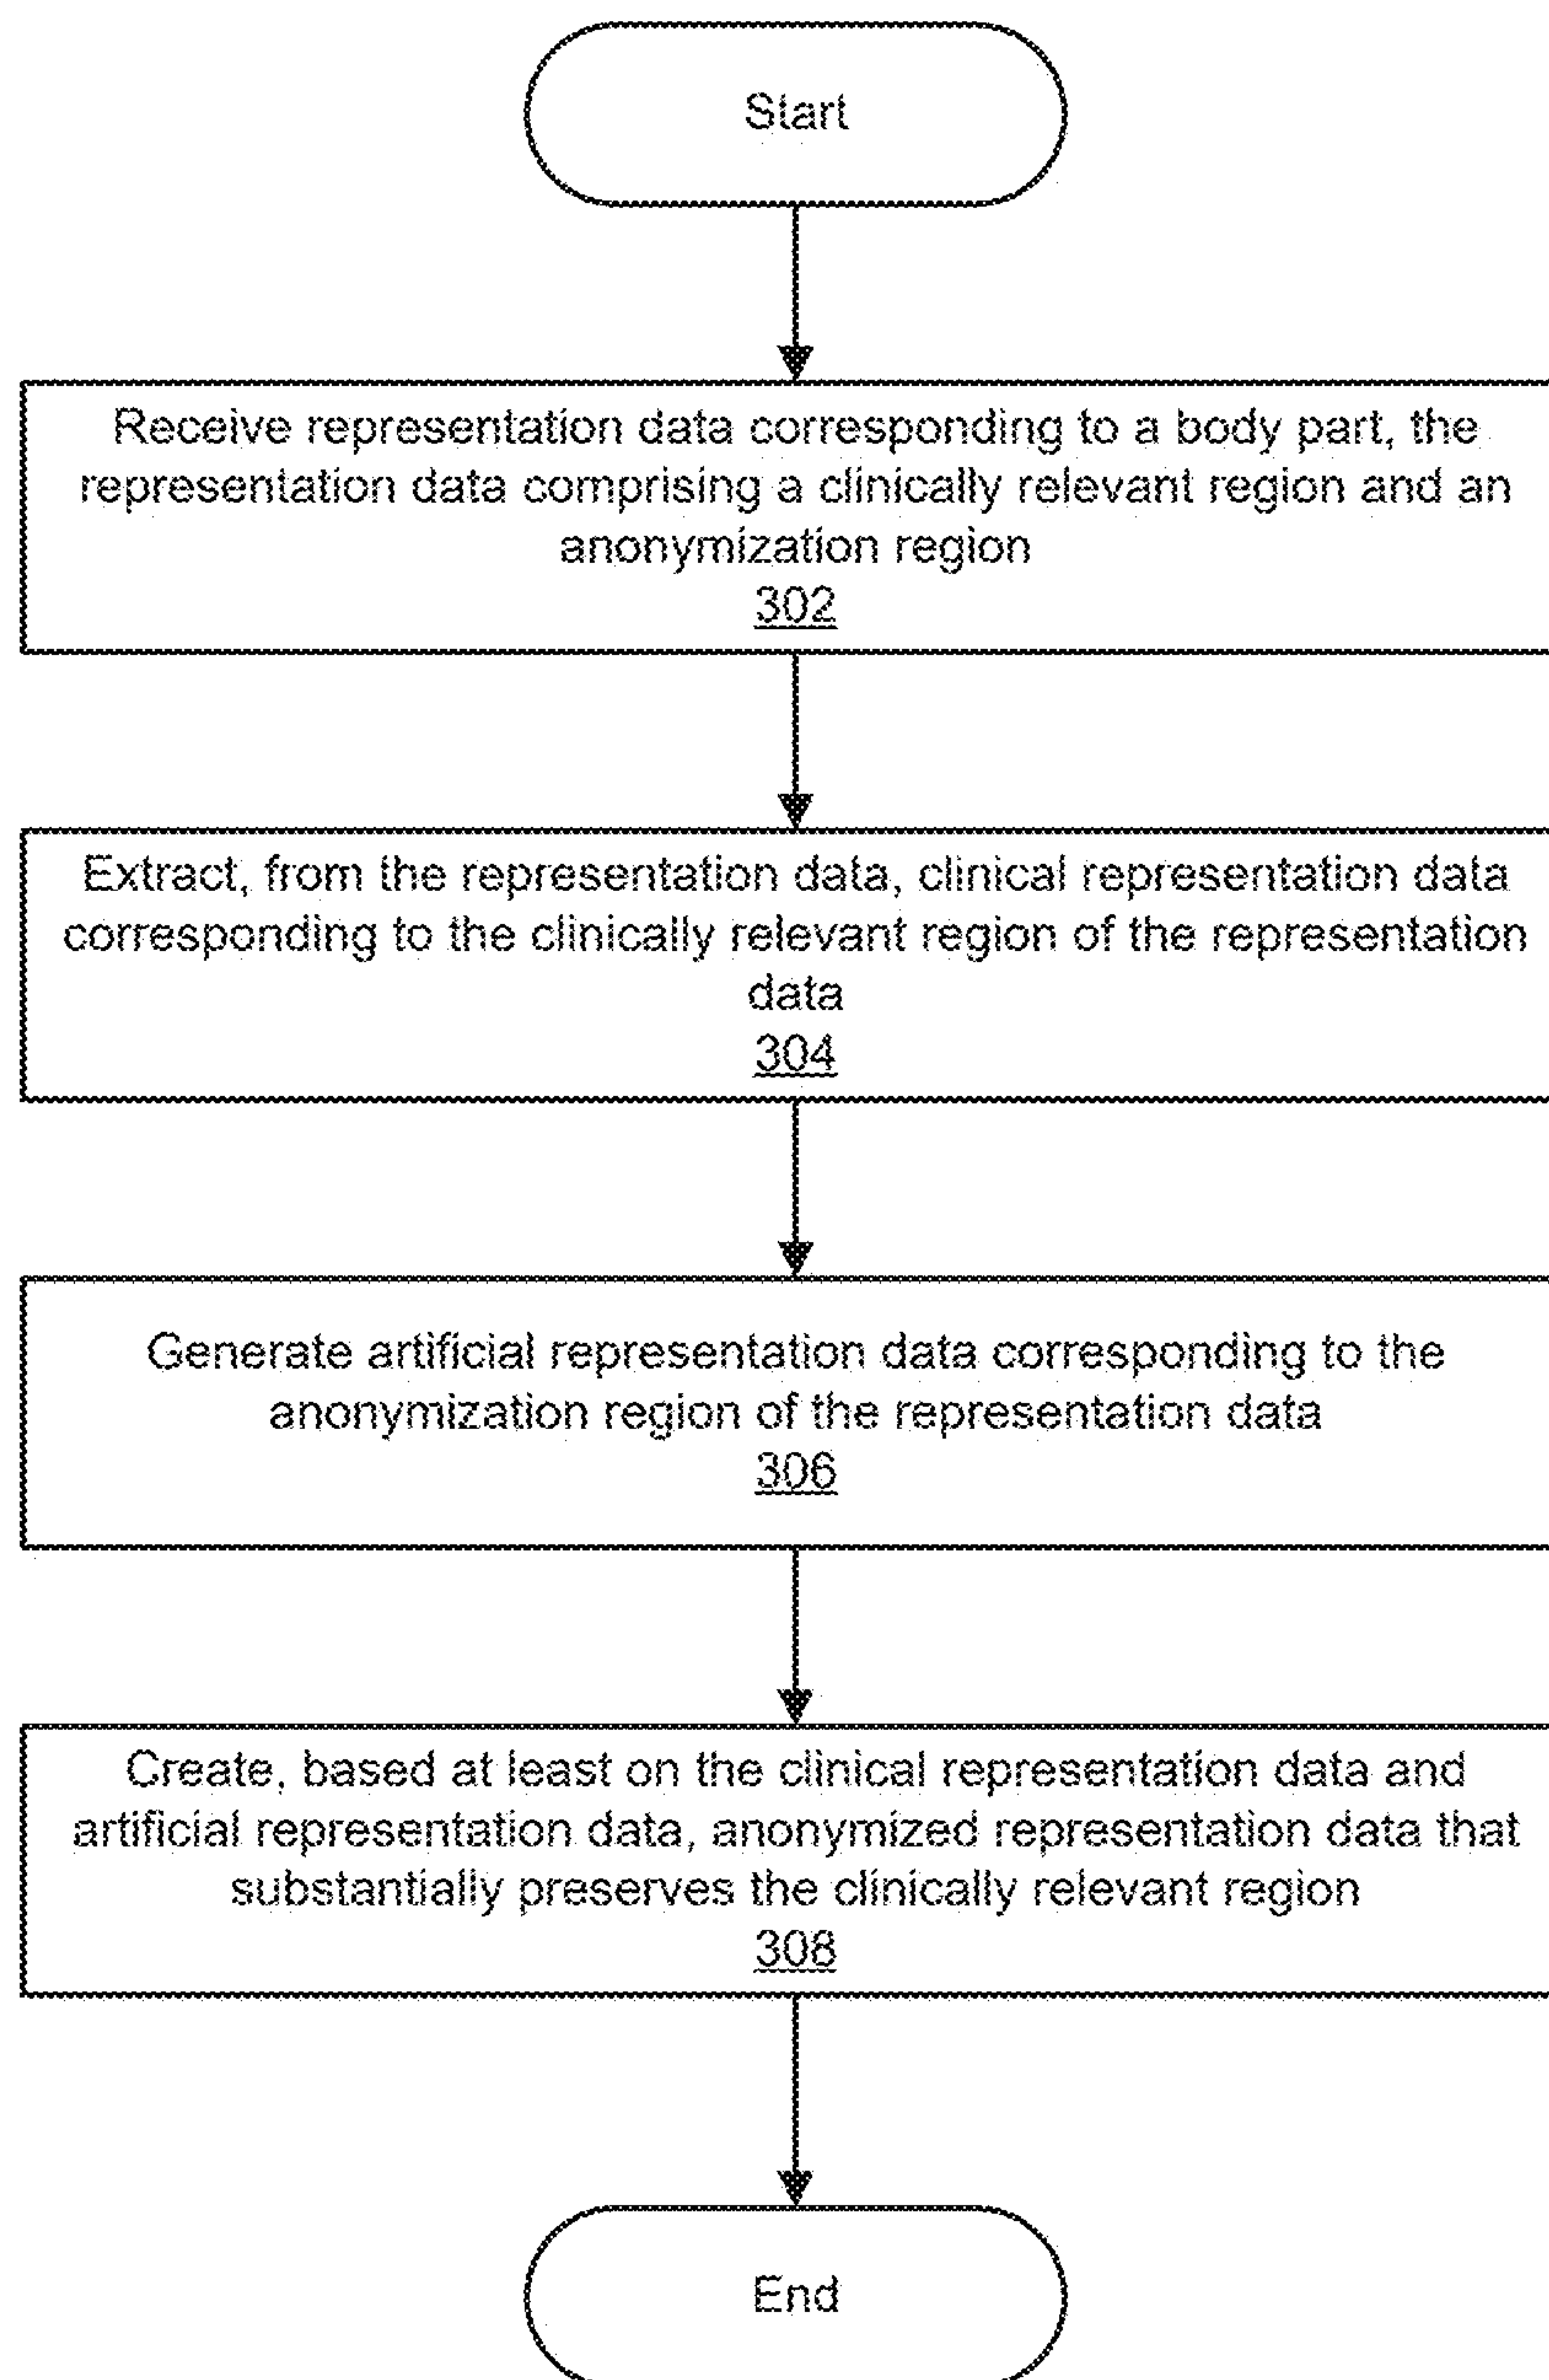 Start
Receive representation data corresponding to a body part, the
representation data comprising a clinically relevant region and an
anonymization region
302
Extract, from the representation data, clinical representation data
corresponding to the clinically relevant region of the representation
data
304
Generate artificial representation data corresponding to the
anonymization region of the representation data
306
Create, based at least on the clinical representation data and
artificial representation data, anonymized representation data that
substantially preserves the clinically relevant region
308
End